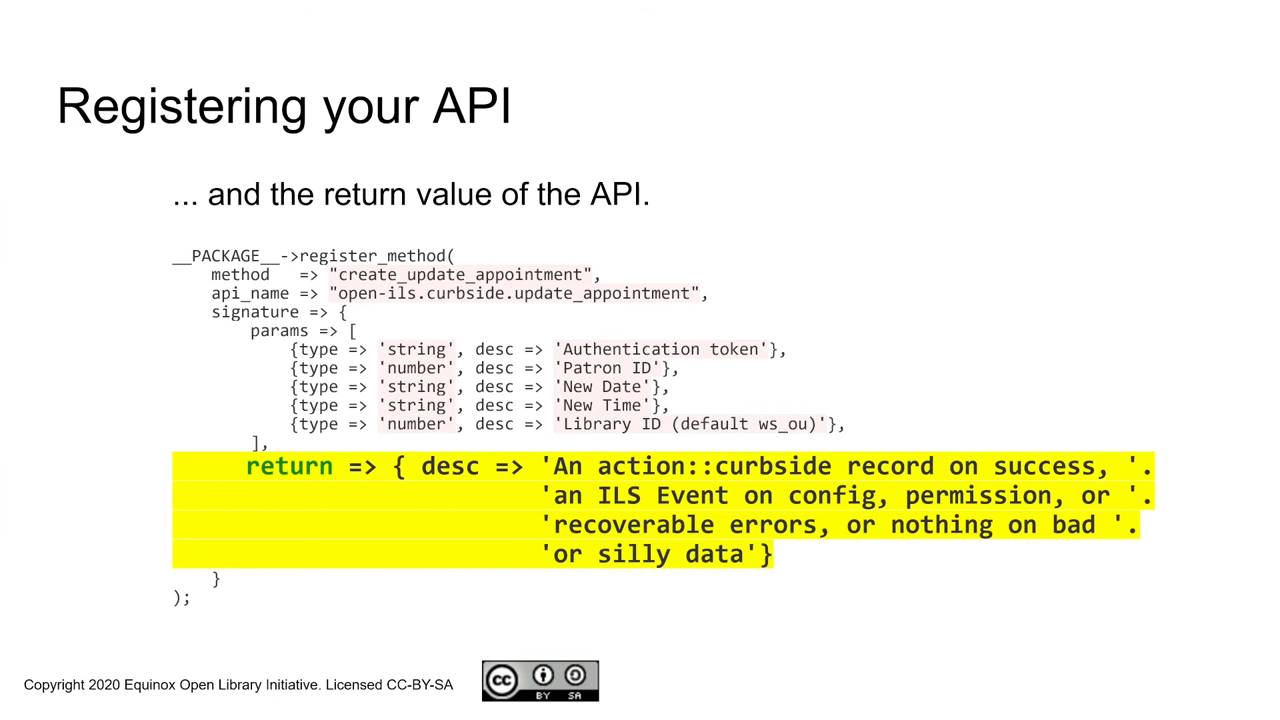 Registering your API
... and the return value of the API.
__PACKAGE__->register_method(
    method   => "create_update_appointment",
    api_name => "open-ils.curbside.update_appointment",
    signature => {
        params => [
            {type => 'string', desc => 'Authentication token'},
            {type => 'number', desc => 'Patron ID'},
            {type => 'string', desc => 'New Date'},
            {type => 'string', desc => 'New Time'},
            {type => 'number', desc => 'Library ID (default ws_ou)'},
        ],
        return => { desc => 'An action::curbside record on success, '.
                            'an ILS Event on config, permission, or '.
                            'recoverable errors, or nothing on bad '.
                            'or silly data'}
    }
);
Copyright 2020 Equinox Open Library Initiative. Licensed CC-BY-SA
cc
BY SA